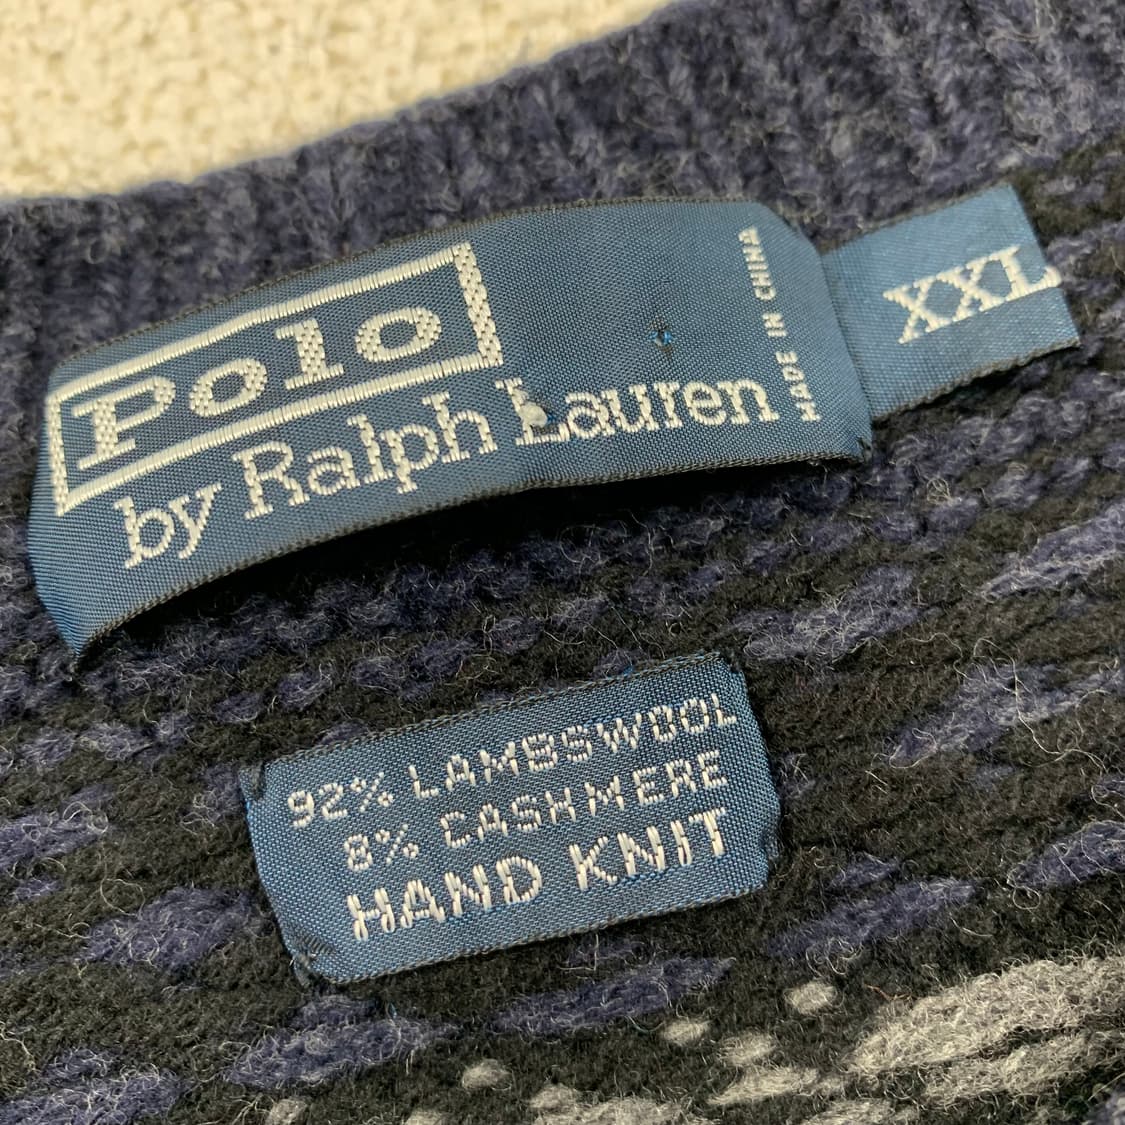 Polo
by Ralph Lauren
MADE IN CHINA
XXL
92% LAMBSWOOL
8% CASHMERE
HAND KNIT